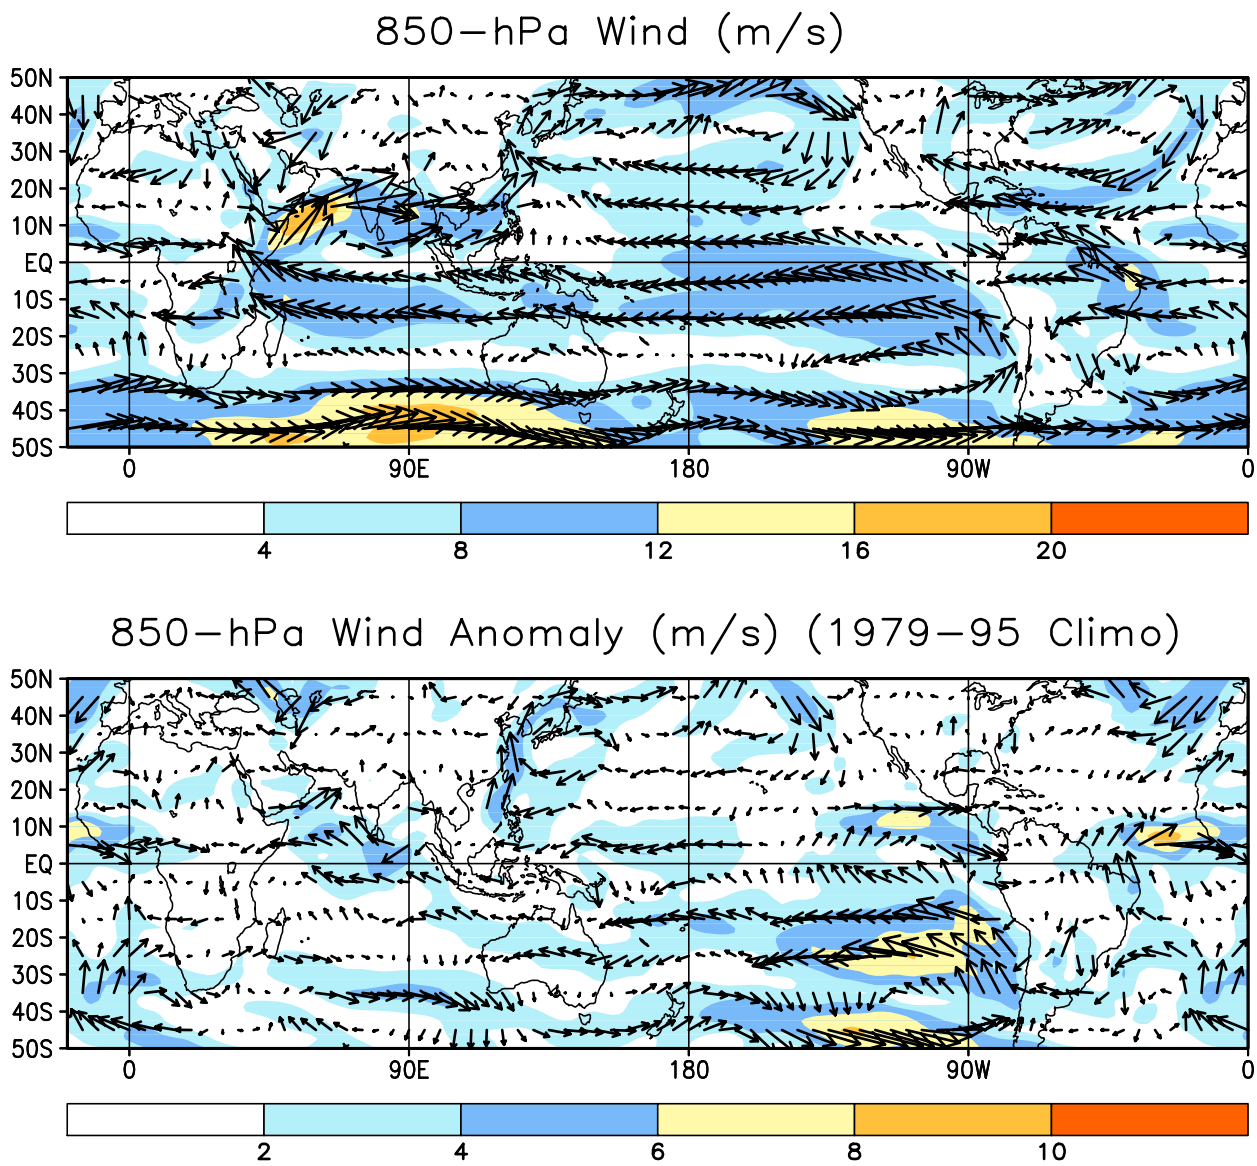 850-hPa Wind (m/s)
50N
40N
30N
20N
10N
EQ
10S
20S
30S
40S
50S
0 90E 180 90W 0
4 8 12 16 20
850-hPa Wind Anomaly (m/s) (1979-95 Climo)
50N
40N
30N
20N
10N
EQ
10S
20S
30S
40S
50S
0 90E 180 90W 0
2 4 6 8 10